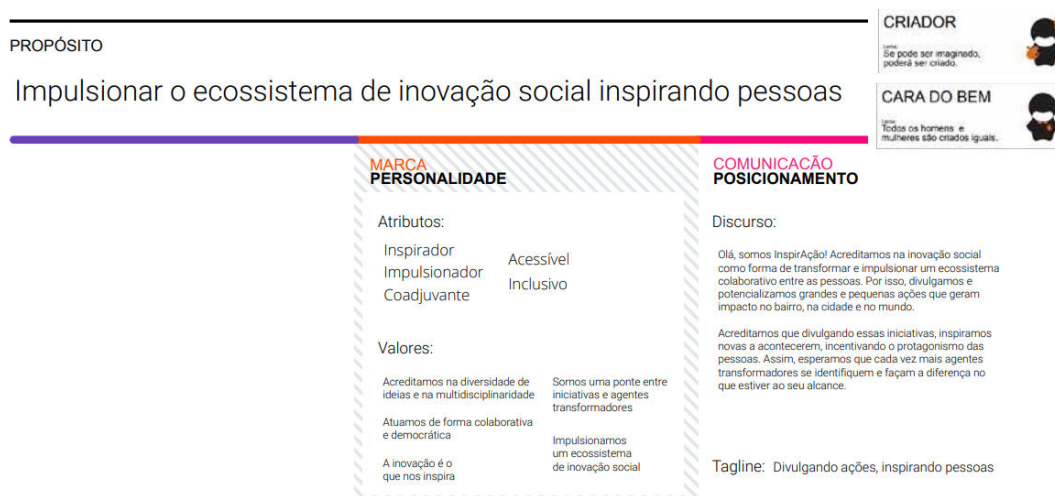 PROPÓSITO
Impulsionar o ecossistema de inovação social inspirando pessoas
CRIADOR
Lema:
Se pode ser imaginado,
poderá ser criado.
CARA DO BEM
Lema:
Todos os homens e
mulheres são criados iguais.
MARCA
PERSONALIDADE
Atributos:
Inspirador
Impulsionador
Coadjuvante
Acessível
Inclusivo
Valores:
Acreditamos na diversidade de
ideias e na multidisciplinaridade
Atuamos de forma colaborativa
e democrática
A inovação é o
que nos inspira
Somos uma ponte entre
iniciativas e agentes
transformadores
Impulsionamos
um ecossistema
de inovação social
COMUNICAÇÃO
POSICIONAMENTO
Discurso:
Olá, somos InspirAção! Acreditamos na inovação social
como forma de transformar e impulsionar um ecossistema
colaborativo entre as pessoas. Por isso, divulgamos e
potencializamos grandes e pequenas ações que geram
impacto no bairro, na cidade e no mundo.
Acreditamos que divulgando essas iniciativas, inspiramos
novas a acontecerem, incentivando o protagonismo das
pessoas. Assim, esperamos que cada vez mais agentes
transformadores se identifiquem e façam a diferença no
que estiver ao seu alcance.
Tagline: Divulgando ações, inspirando pessoas